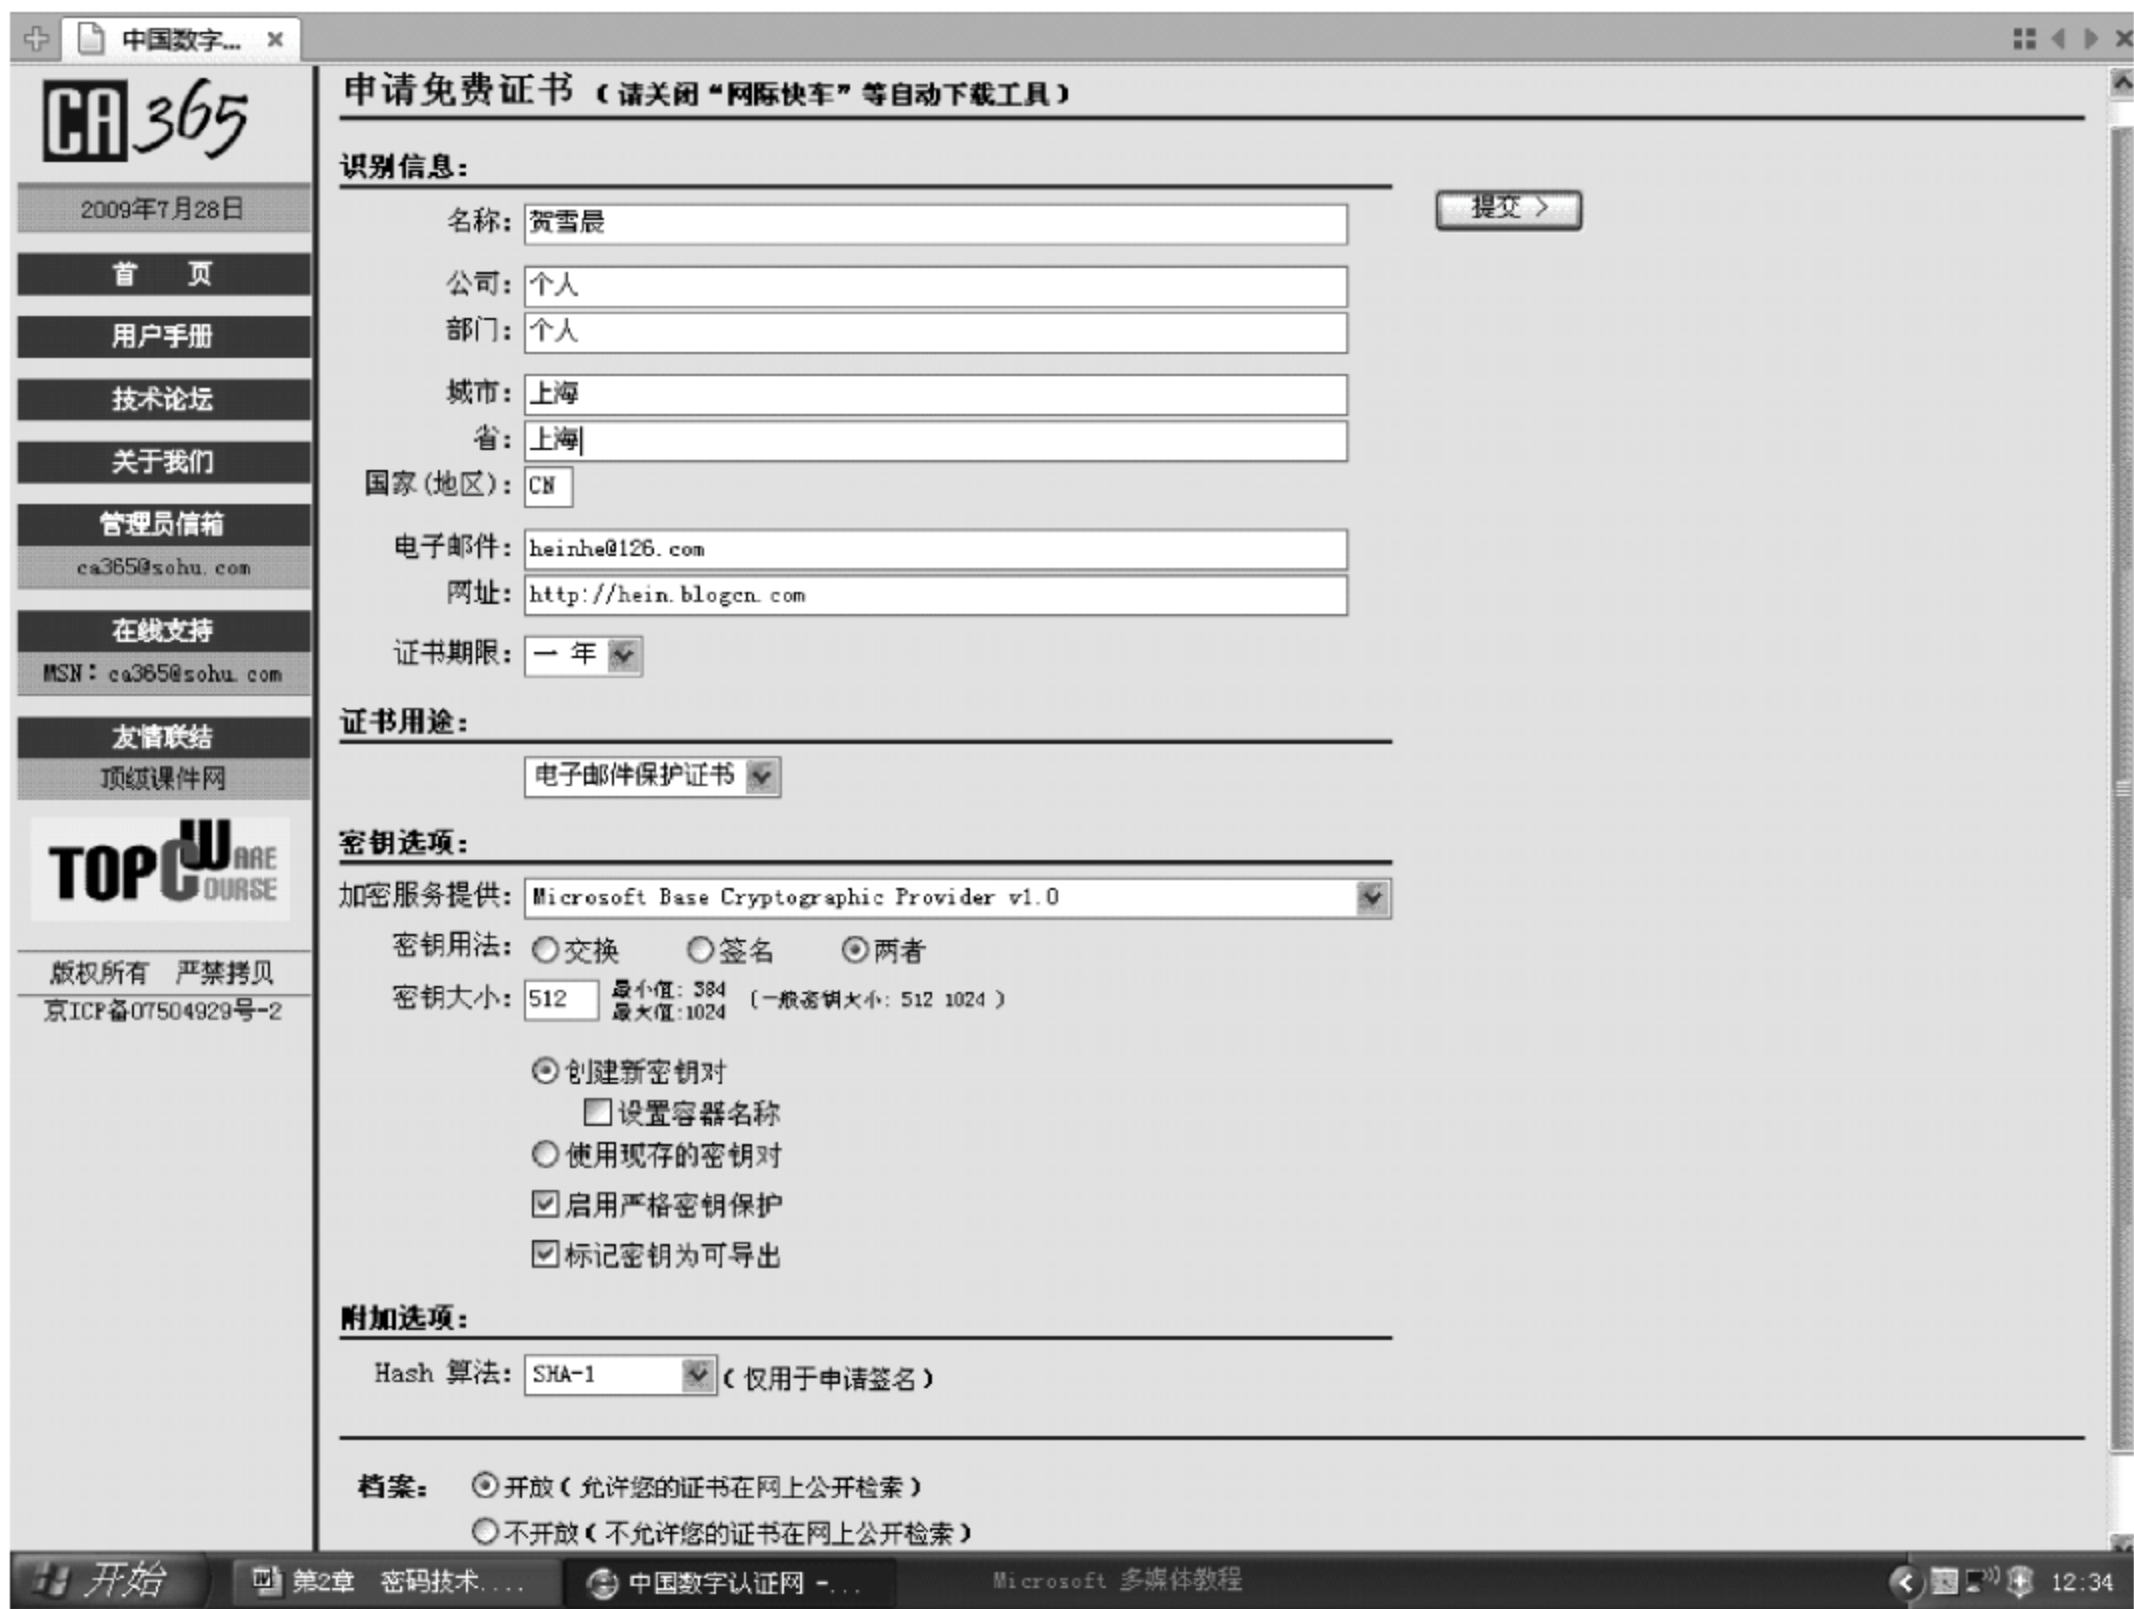 中国数字...
CA365
2009年7月28日
首 页
用户手册
技术论坛
关于我们
管理员信箱
ca365@sohu.com
在线支持
MSN：ca365@sohu.com
友情联结
顶级课件网
TOPCW ARE OURSE
版权所有 严禁拷贝
京ICP备07504929号-2
申请免费证书 (请关闭“网际快车”等自动下载工具)
识别信息:
名称: 贺雪晨
提交 >
公司: 个人
部门: 个人
城市: 上海
省: 上海
国家(地区): CN
电子邮件: heinhe@126.com
网址: http://hein.blogcn.com
证书期限: 一 年
证书用途:
电子邮件保护证书
密钥选项:
加密服务提供: Microsoft Base Cryptographic Provider v1.0
密钥用法: 交换 签名 两者
密钥大小: 512 最小值: 384 (一般密钥大小: 512 1024 )
最大值:1024
创建新密钥对
设置容器名称
使用现存的密钥对
启用严格密钥保护
标记密钥为可导出
附加选项:
Hash 算法: SHA-1 (仅用于申请签名)
档案: 开放(允许您的证书在网上公开检索)
不开放(不允许您的证书在网上公开检索)
开始 第2章 密码技术.... 中国数字认证网 -... Microsoft 多媒体教程 12:34